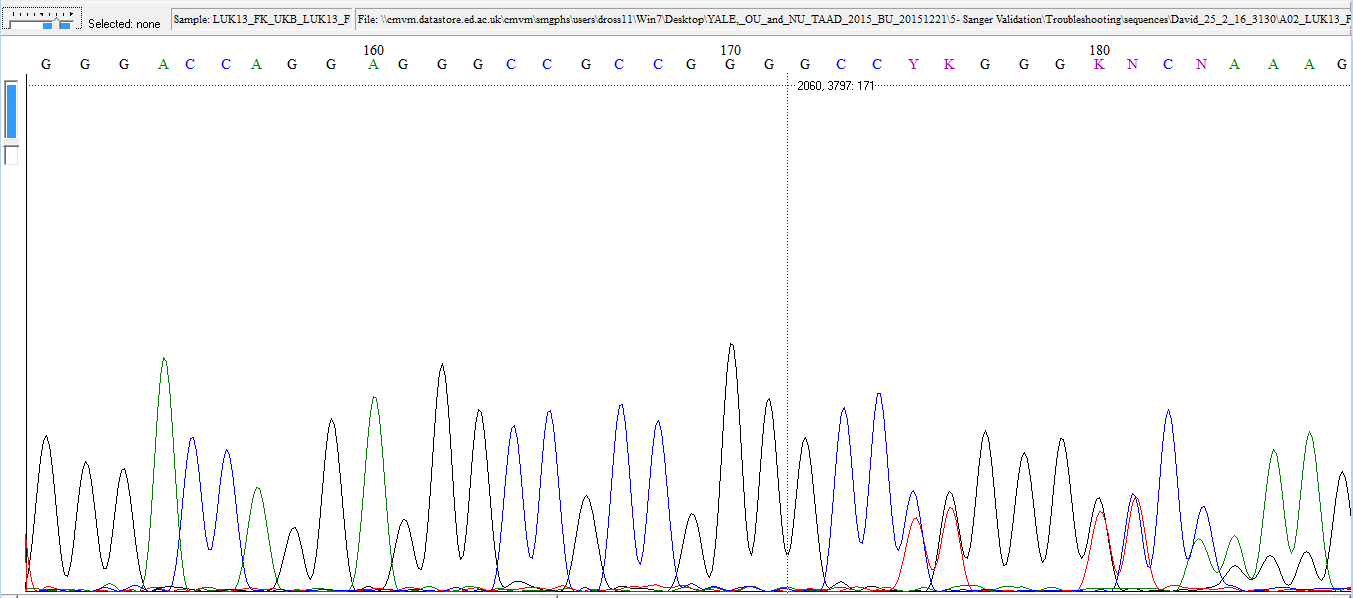 Selected: none
Sample: LUK13_FK_UKB_LUK13_F
File: \\cmvm.datastore.ed.ac.uk\cmvm\smgphs\users\dross11\Win7\Desktop\YALE,_OU_and_NU_TAAD_2015_BU_20151221\5- Sanger Validation\Troubleshooting\sequences\David_25_2_16_3130\A02_LUK13_F
160 170 180
G G G A C C A G G A G G G C C G C C G G G G C C Y K G G G K N C N A A A G
2060, 3797: 171